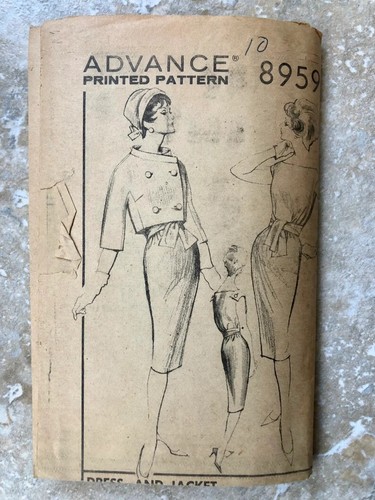 10
ADVANCE®
PRINTED PATTERN
8959
DRESS AND JACKET